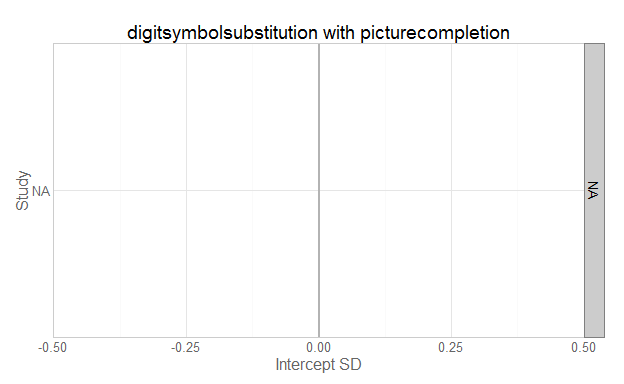 digitsymbolsubstitution with picturecompletion
Study
NA
NA
-0.50 -0.25 0.00 0.25 0.50
Intercept SD